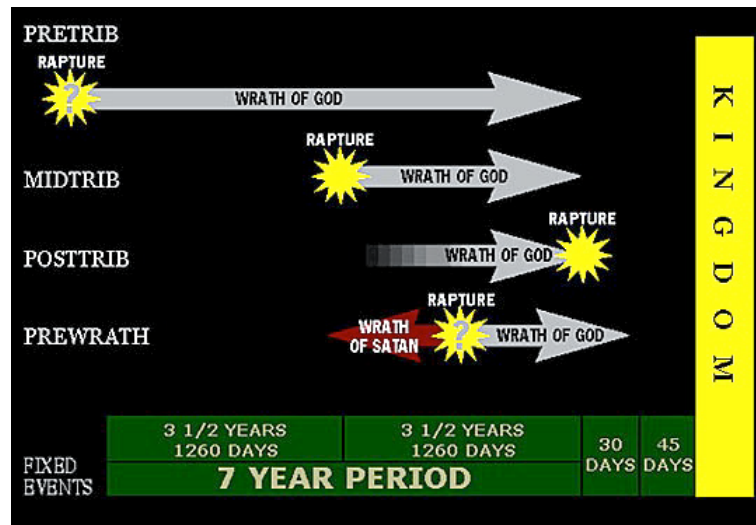 PRETRIB
RAPTURE
?
WRATH OF GOD
RAPTURE
MIDTRIB
WRATH OF GOD
RAPTURE
POSTTRIB
WRATH OF GOD
RAPTURE
PREWRATH
WRATH
OF SATAN
?
WRATH OF GOD
KINGDOM
FIXED
EVENTS
3 1/2 YEARS
1260 DAYS
3 1/2 YEARS
1260 DAYS
7 YEAR PERIOD
30
DAYS
45
DAYS